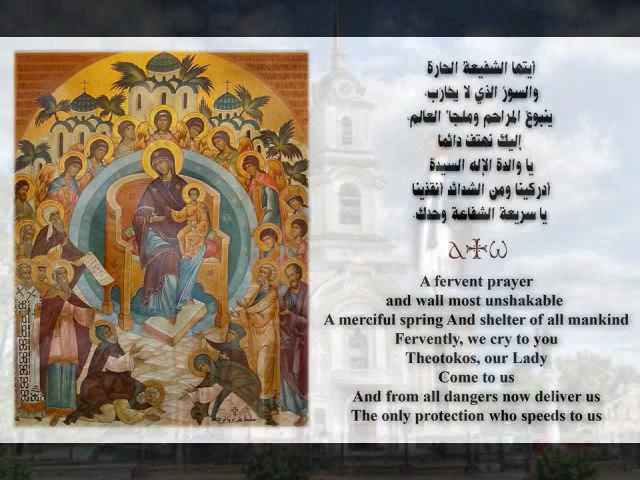 أيتها الشفيعة الحارة
والسور الذي لا يحارب.
ينبوع المراحم وملجأ العالم.
إليك نهتف دائما
يا والدة الإله السيدة
أدركينا ومن الشدائد أنقذينا
يا سريعة الشفاعة وحدك.
α✢ω
A fervent prayer
and wall most unshakable
A merciful spring And shelter of all mankind
Fervently, we cry to you
Theotokos, our Lady
Come to us
And from all dangers now deliver us
The only protection who speeds to us